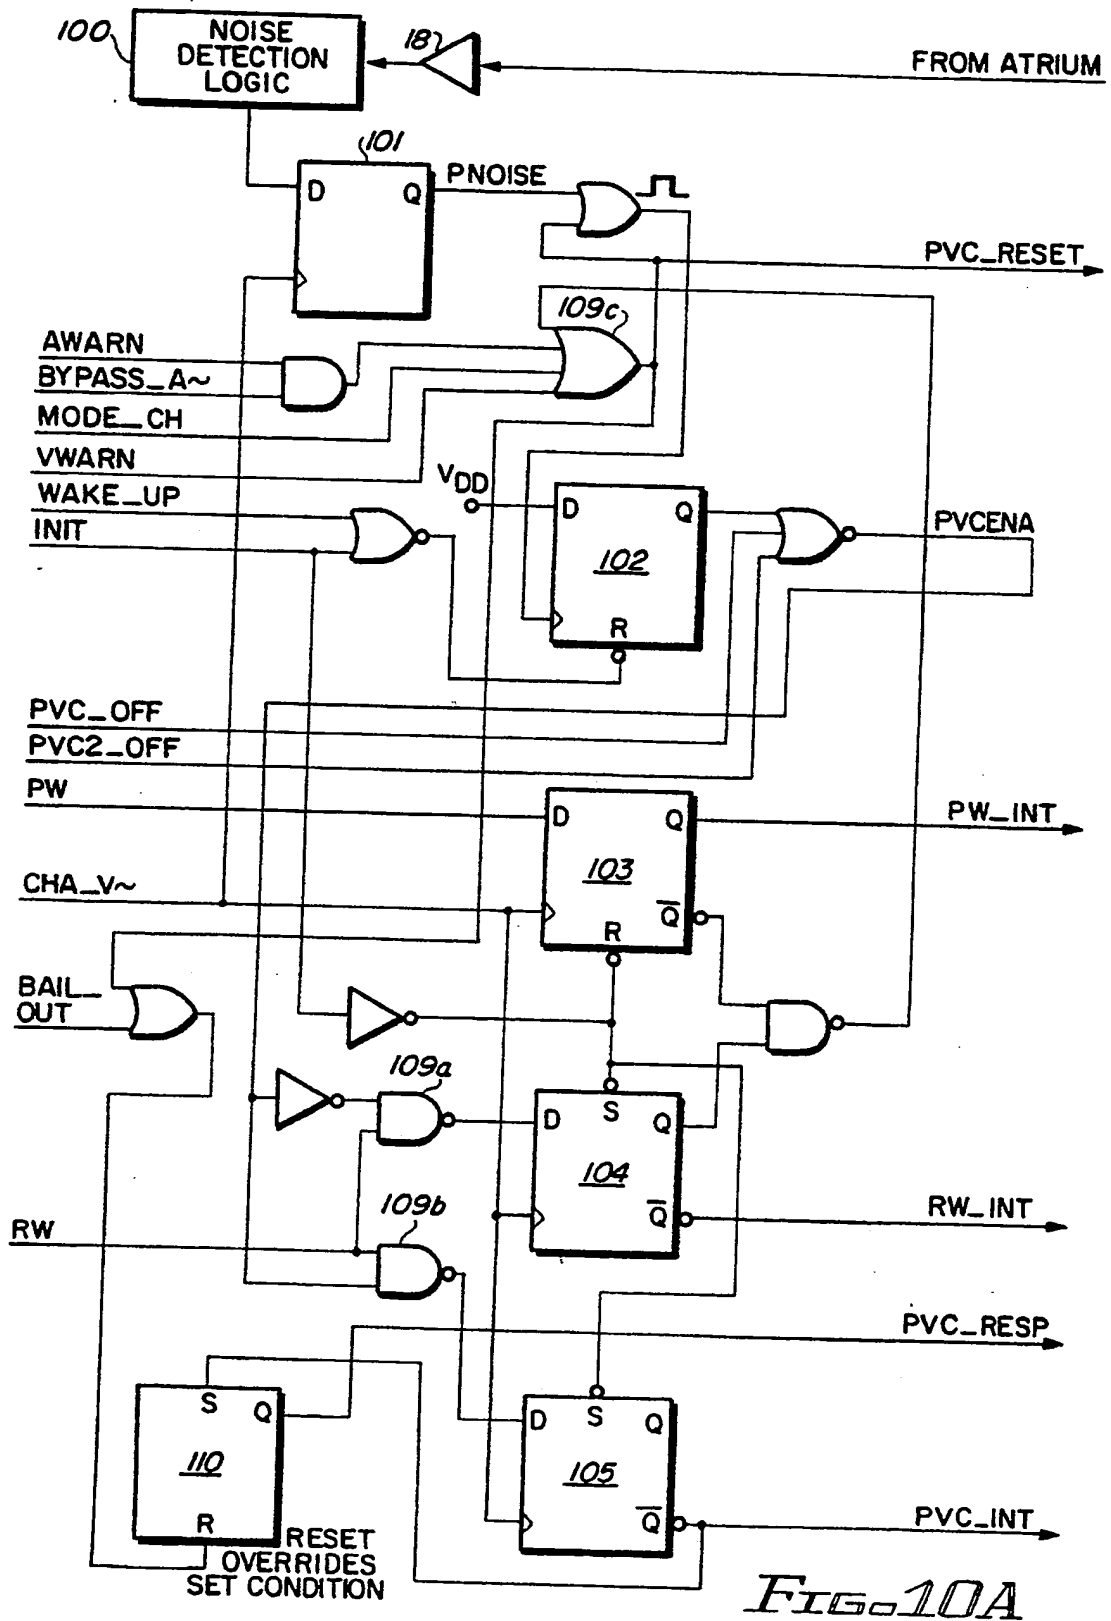 100
NOISE
DETECTION
LOGIC
18
FROM ATRIUM
101
D
Q
PNOISE
PVC_RESET
109c
AWARN
BYPASS_A~
MODE_CH
VWARN
WAKE_UP
INIT
VDD
D
Q
102
R
PVCENA
PVC_OFF
PVC2_OFF
PW
D
Q
PW_INT
103
CHA_V~
Q̅
R
BAIL_
OUT
109a
D
S
Q
104
Q̅
RW_INT
109b
RW
PVC_RESP
S
Q
D
S
Q
110
105
R
Q̅
PVC_INT
RESET
OVERRIDES
SET CONDITION
FIG. 10A